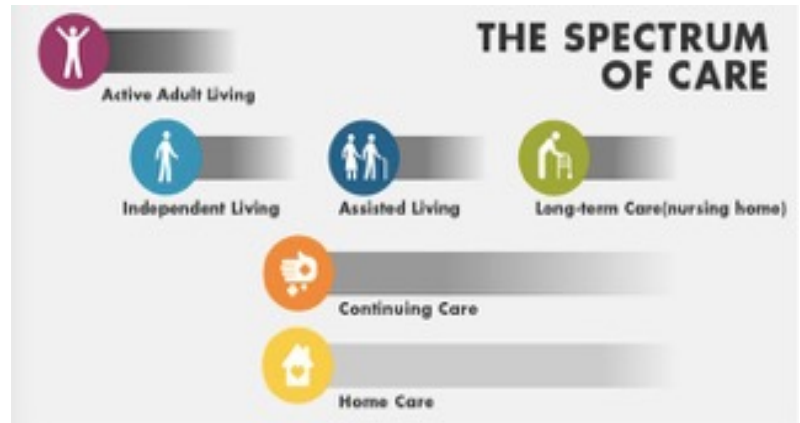 THE SPECTRUM
OF CARE
Active Adult Living
Independent Living
Assisted Living
Long-term Care(nursing home)
Continuing Care
Home Care